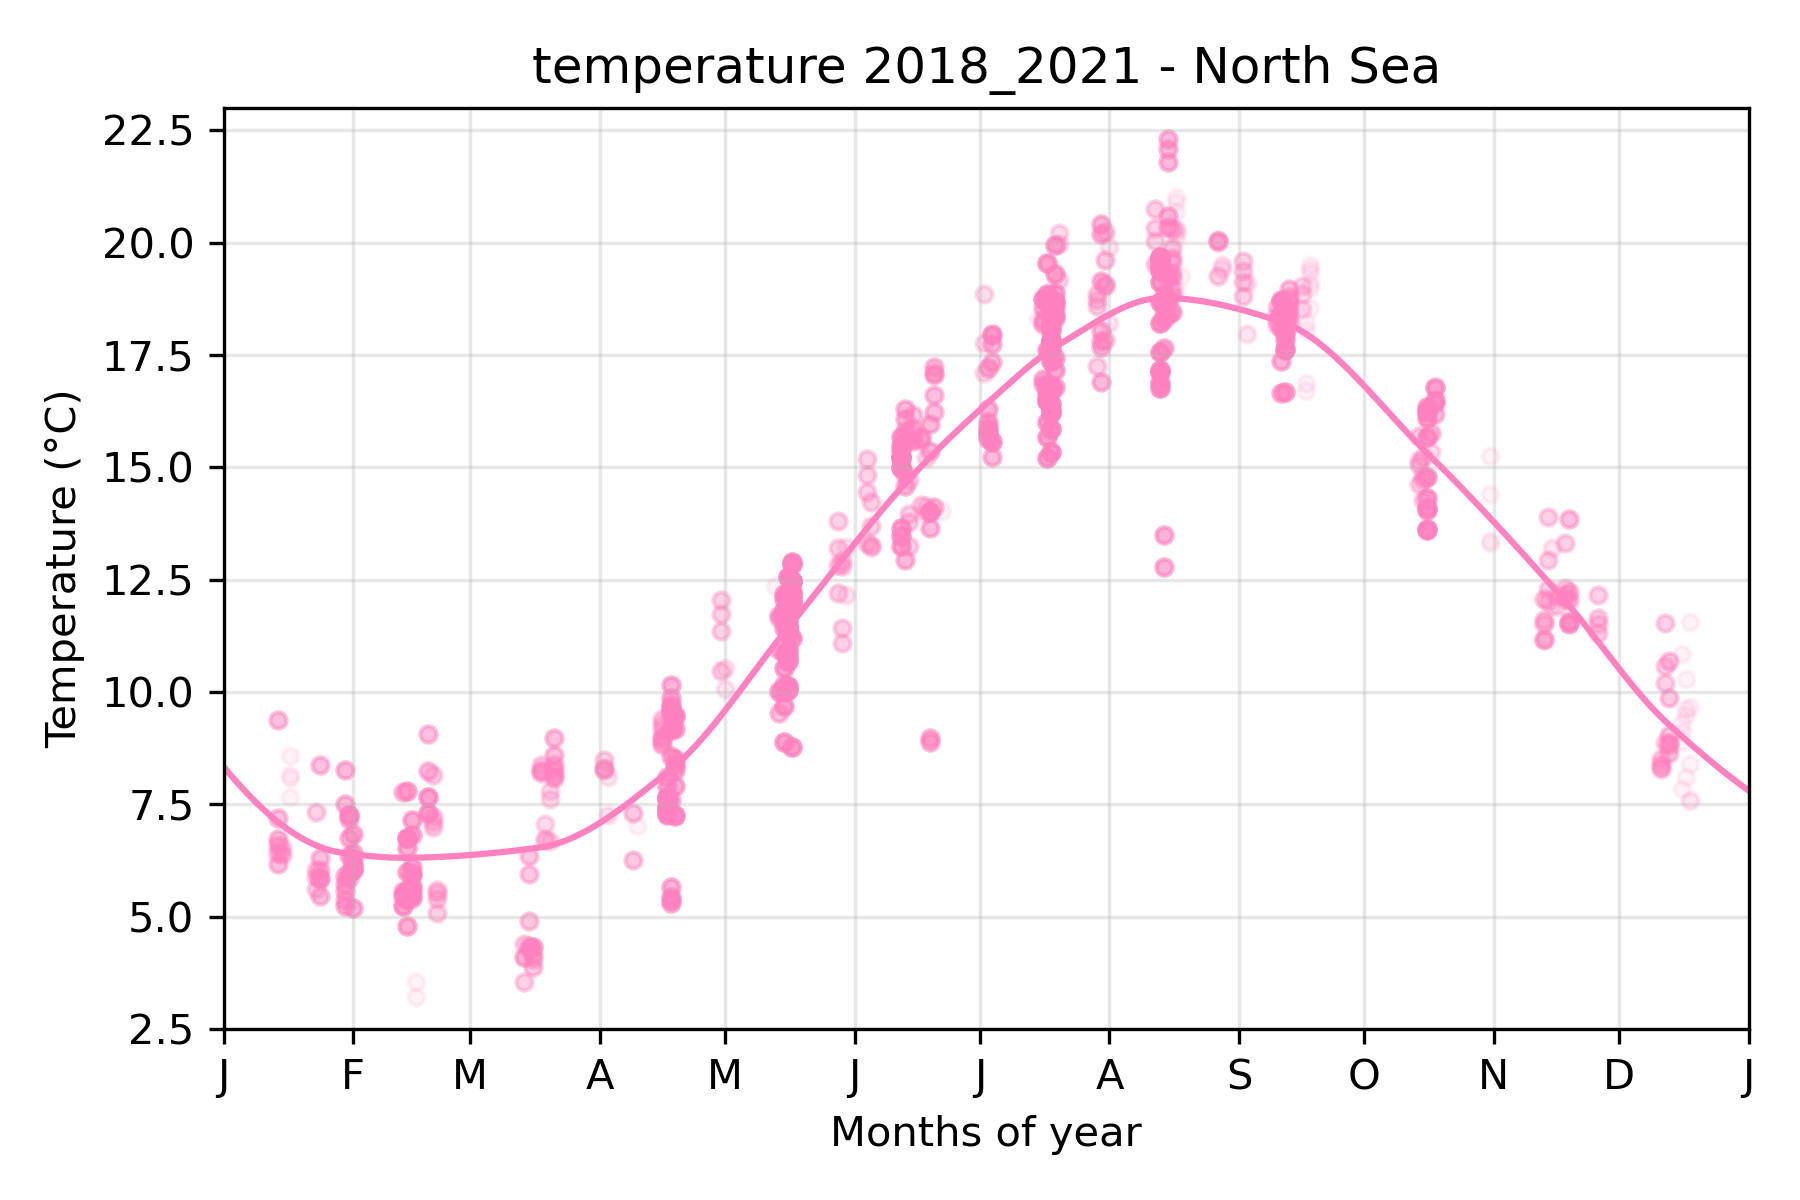 temperature 2018_2021 - North Sea
22.5
20.0
17.5
15.0
12.5
10.0
7.5
5.0
2.5
Temperature (°C)
J F M A M J J A S O N D J
Months of year